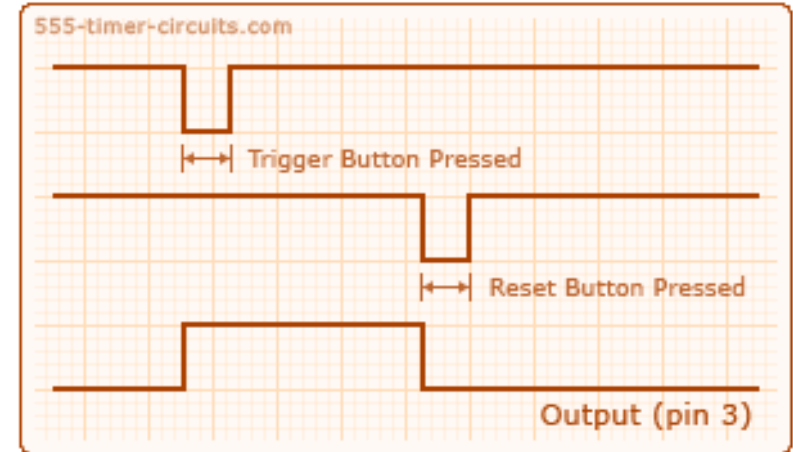 555-timer-circuits.com
Trigger Button Pressed
Reset Button Pressed
Output (pin 3)